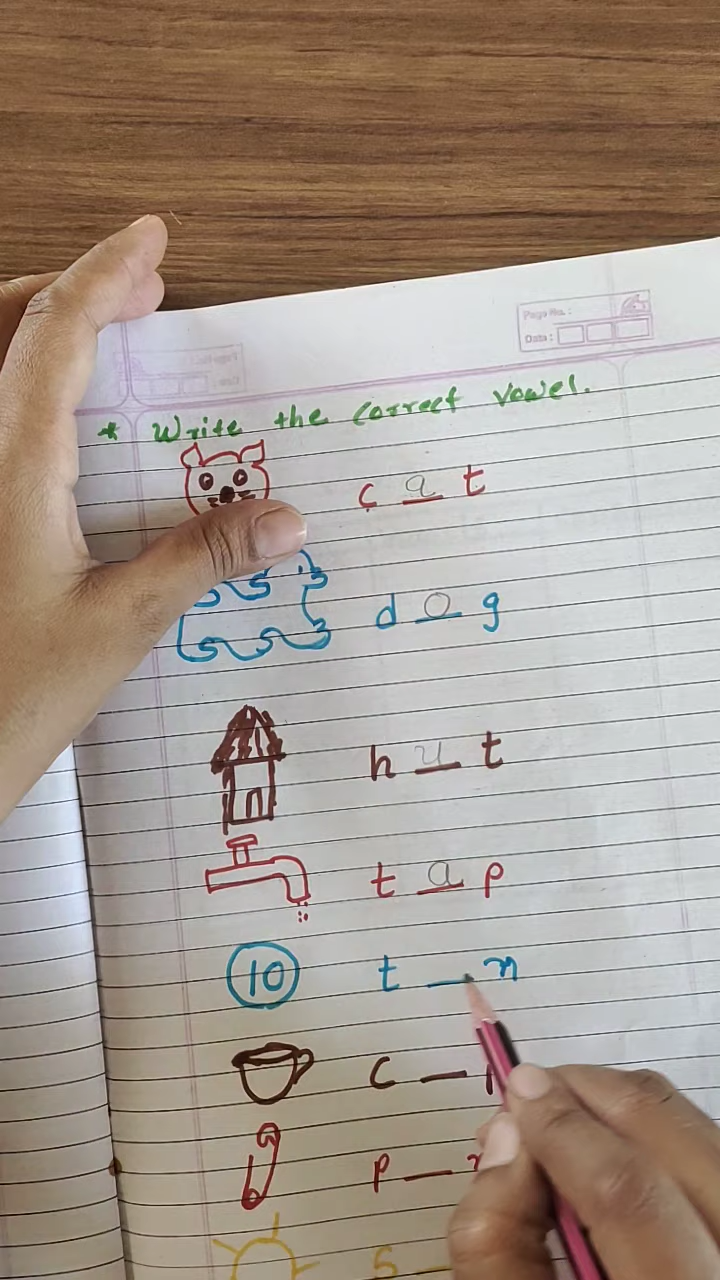 Page No. :
Date :
* Write the correct vowel.
c a t
d o g
h u t
t a p
10 t _ n
c _
p _
s _